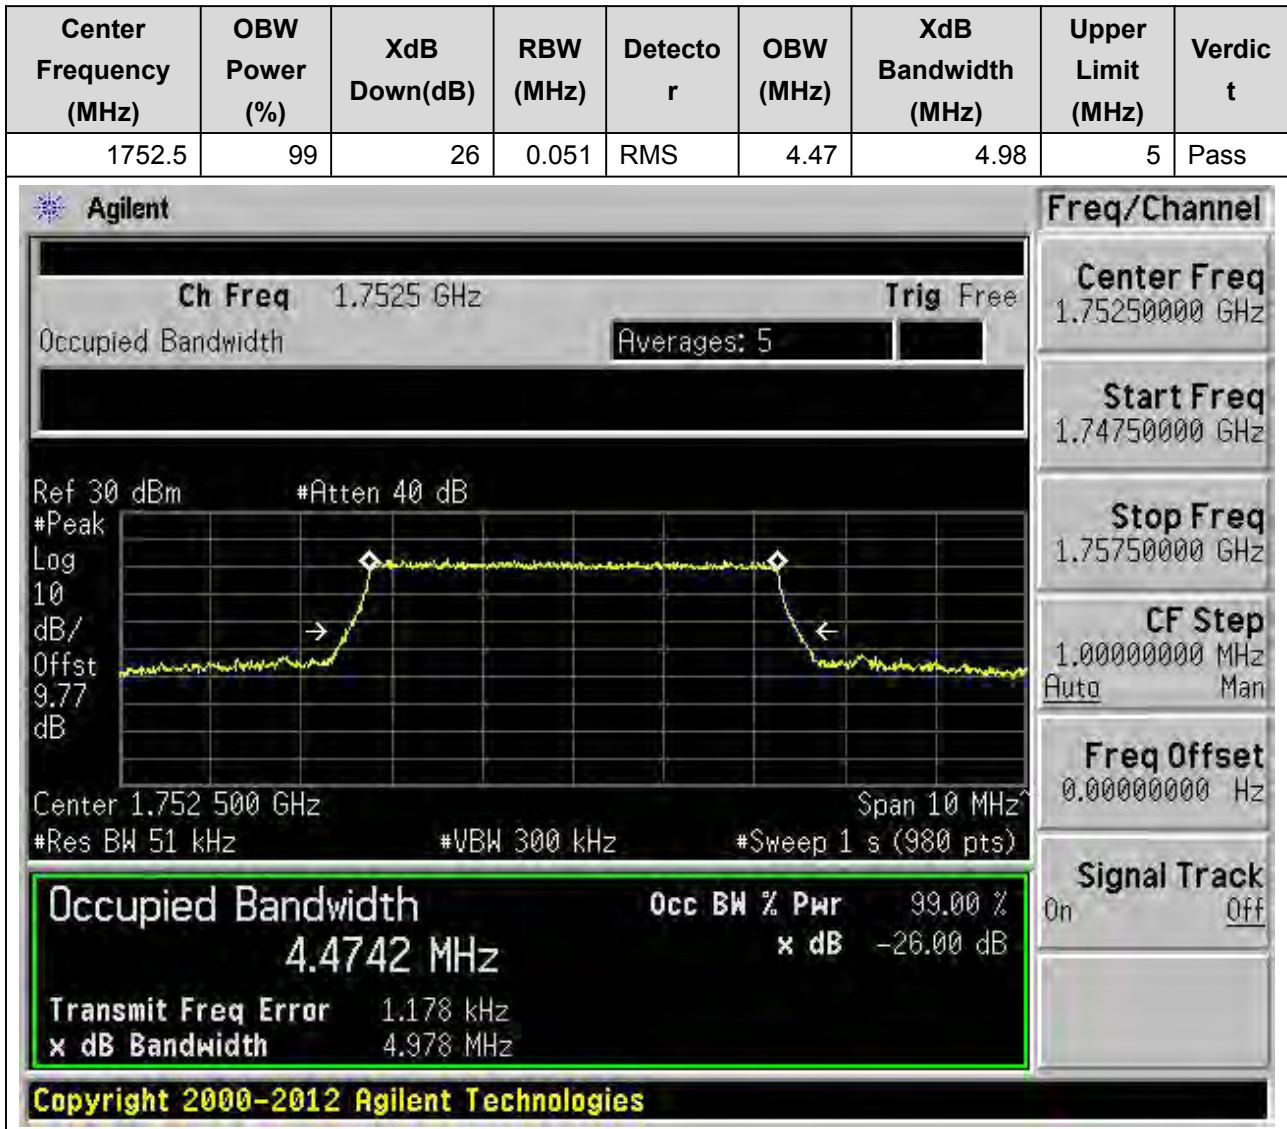 Center Frequency (MHz) OBW Power (%) XdB Down(dB) RBW (MHz) Detector OBW (MHz) XdB Bandwidth (MHz) Upper Limit (MHz) Verdict
1752.5 99 26 0.051 RMS 4.47 4.98 5 Pass
Agilent
Freq/Channel
Ch Freq 1.7525 GHz Trig Free
Occupied Bandwidth Averages: 5
Center Freq
1.75250000 GHz
Start Freq
1.74750000 GHz
Stop Freq
1.75750000 GHz
CF Step
1.00000000 MHz
Auto Man
Freq Offset
0.00000000 Hz
Signal Track
On Off
Ref 30 dBm #Atten 40 dB
#Peak
Log
10
dB/
Offst
9.77
dB
Center 1.752 500 GHz Span 10 MHz^
#Res BW 51 kHz #VBW 300 kHz #Sweep 1 s (980 pts)
Occupied Bandwidth Occ BW % Pwr 99.00 %
4.4742 MHz x dB -26.00 dB
Transmit Freq Error 1.178 kHz
x dB Bandwidth 4.978 MHz
Copyright 2000-2012 Agilent Technologies